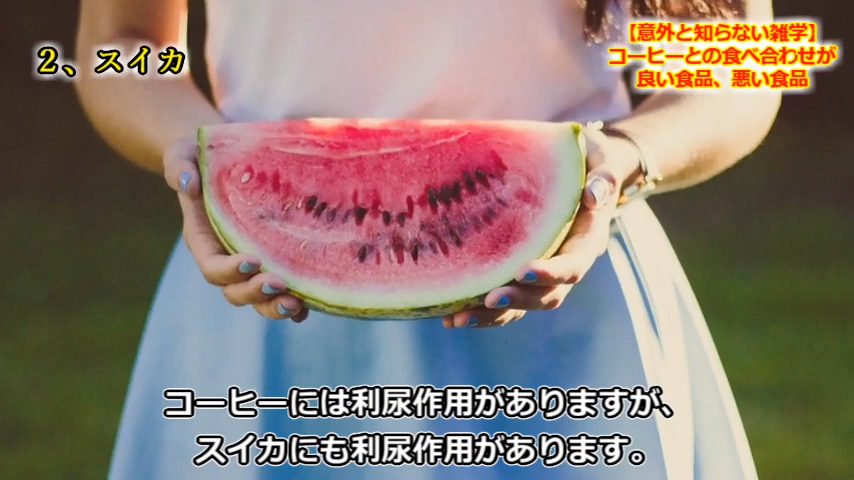 2、スイカ
【意外と知らない雑学】
コーヒーとの食べ合わせが
良い食品、悪い食品
コーヒーには利尿作用がありますが、
スイカにも利尿作用があります。